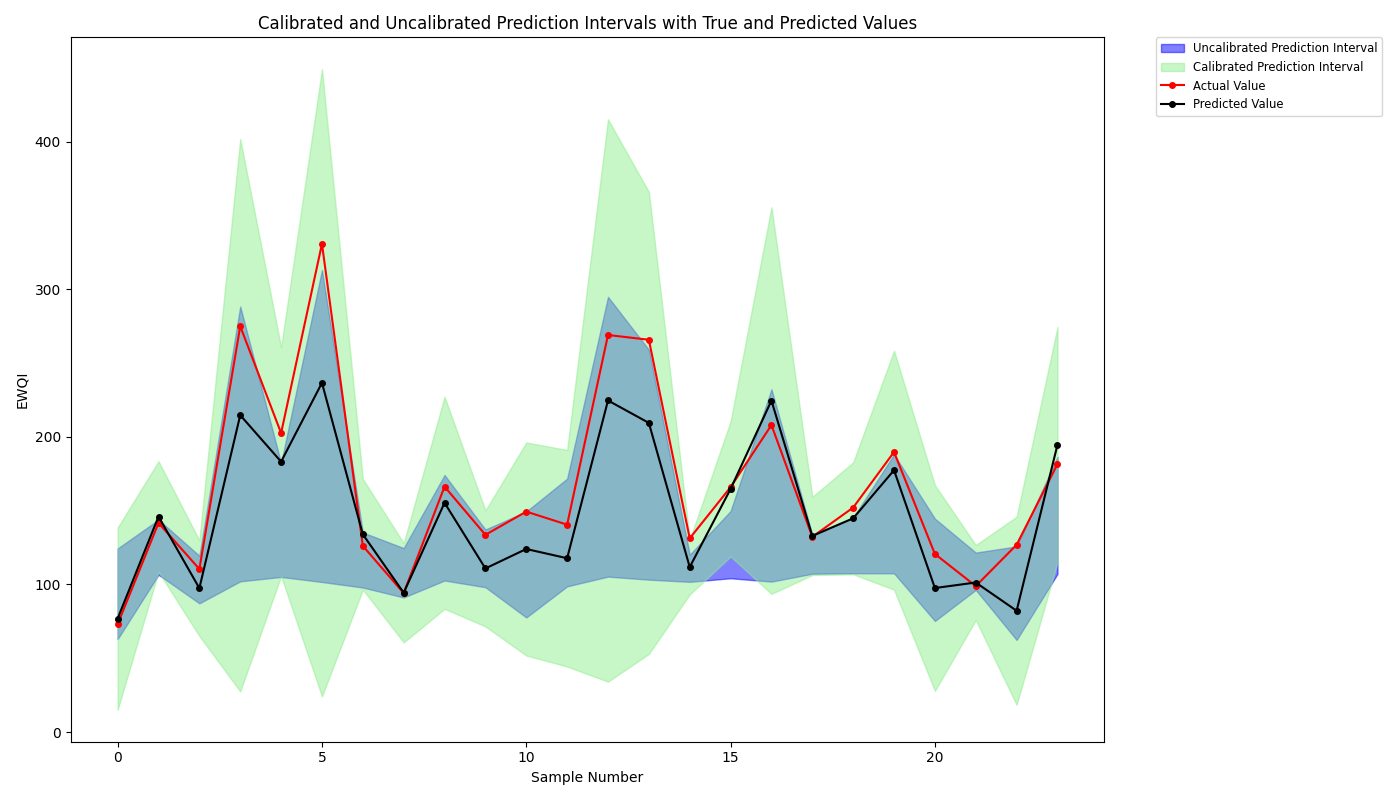 Calibrated and Uncalibrated Prediction Intervals with True and Predicted Values
Uncalibrated Prediction Interval
Calibrated Prediction Interval
Actual Value
Predicted Value
EWQI
400
300
200
100
0
0 5 10 15 20
Sample Number